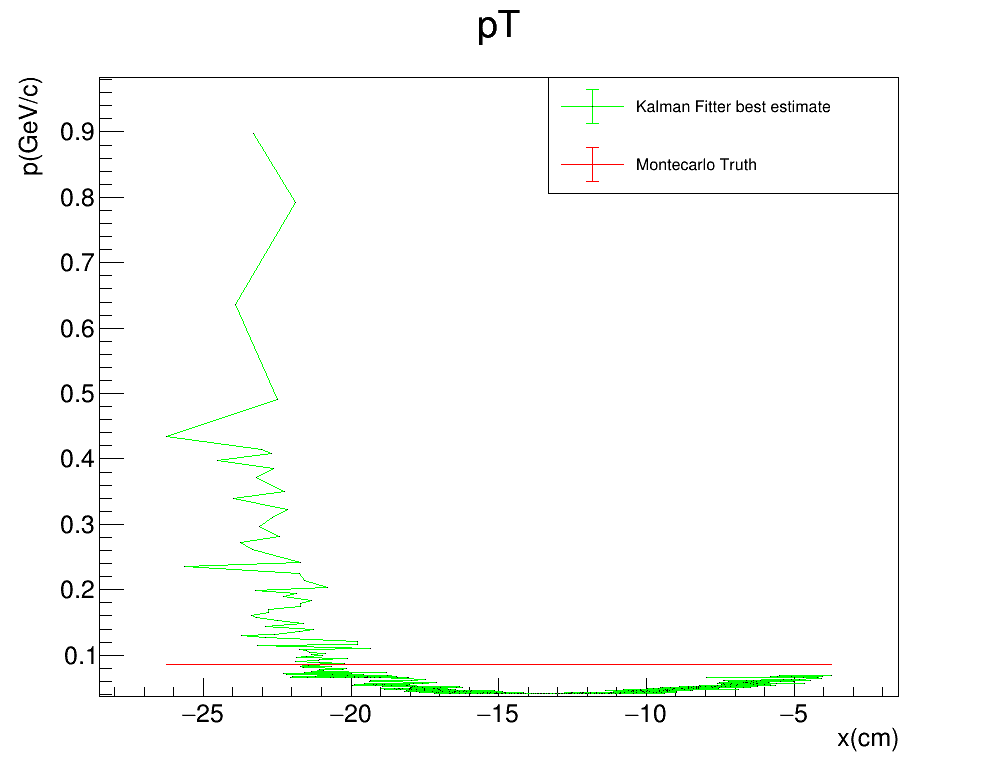 pT
p(GeV/c)
Kalman Fitter best estimate
Montecarlo Truth
0.9
0.8
0.7
0.6
0.5
0.4
0.3
0.2
0.1
−25 −20 −15 −10 −5
x(cm)